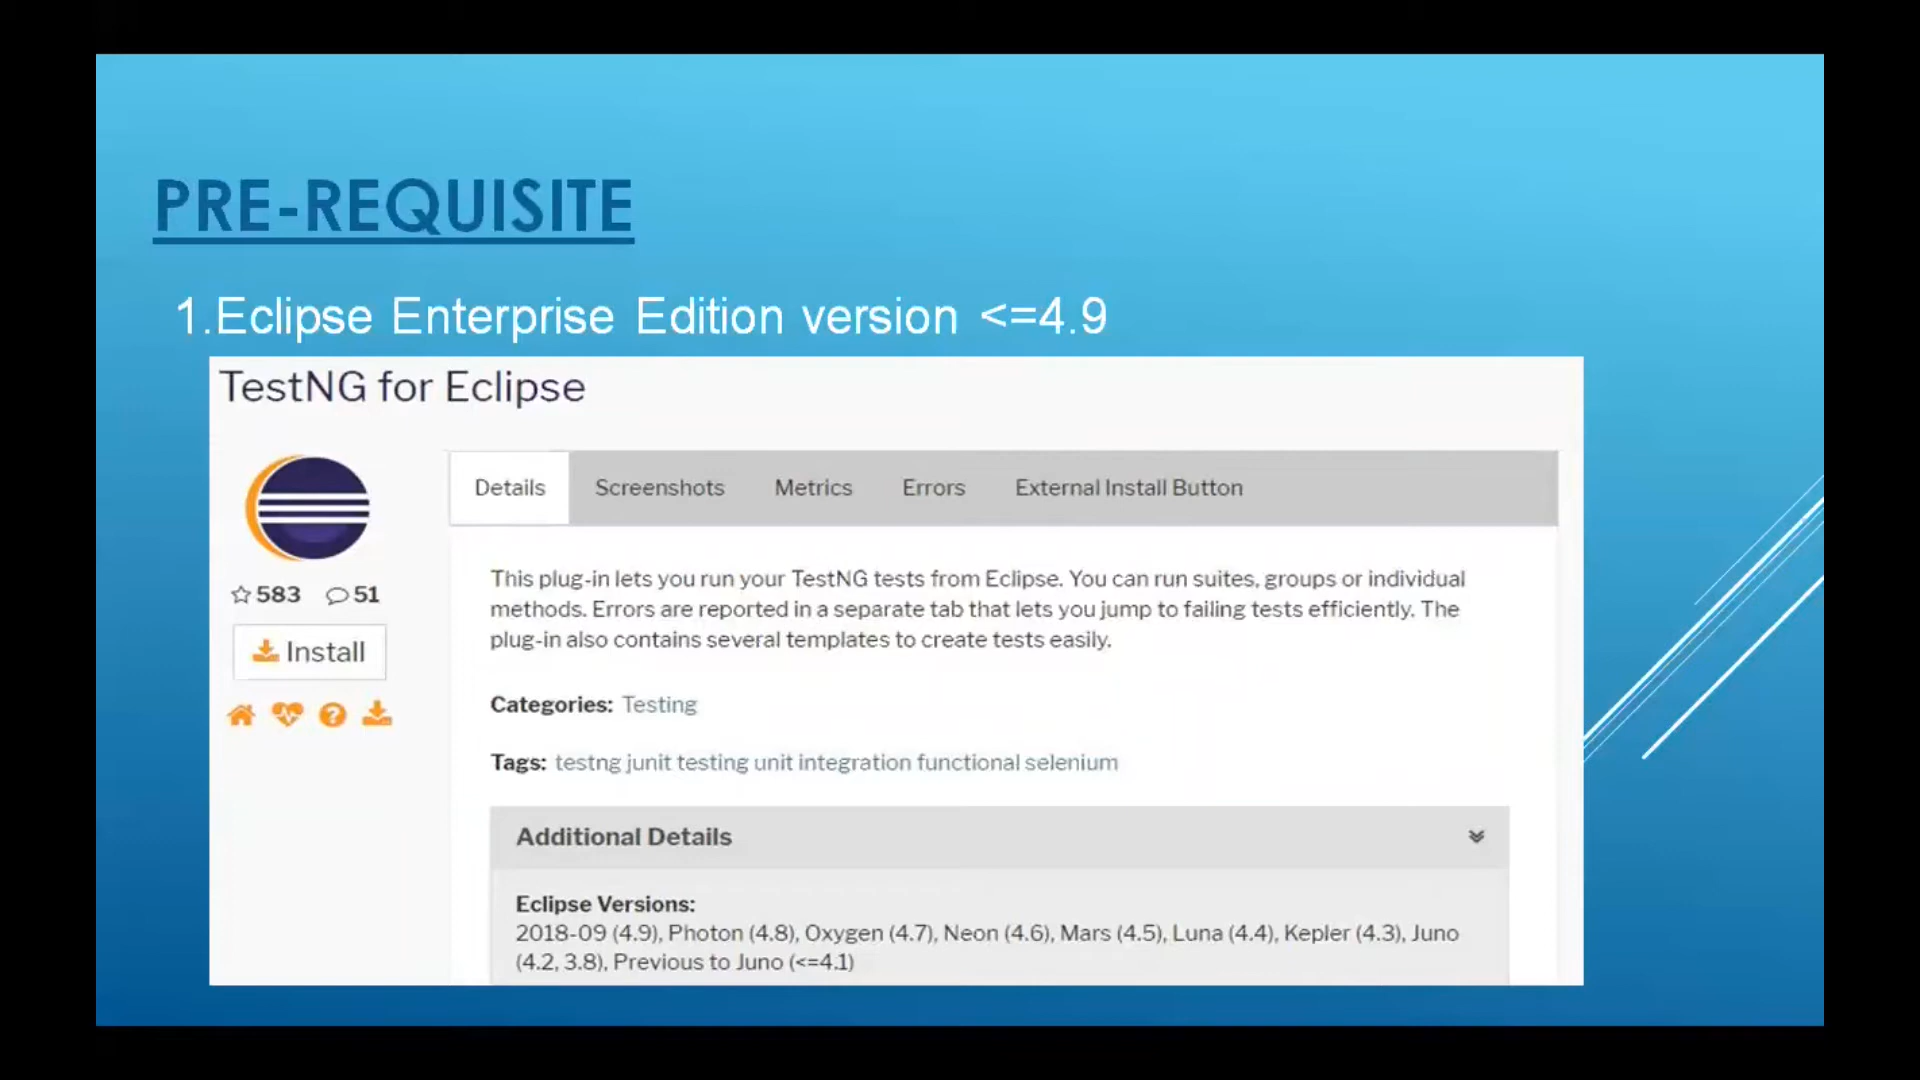 PRE-REQUISITE
1.Eclipse Enterprise Edition version <=4.9
TestNG for Eclipse
Details Screenshots Metrics Errors External Install Button
583 51
Install
This plug-in lets you run your TestNG tests from Eclipse. You can run suites, groups or individual
methods. Errors are reported in a separate tab that lets you jump to failing tests efficiently. The
plug-in also contains several templates to create tests easily.
Categories: Testing
Tags: testng junit testing unit integration functional selenium
Additional Details
Eclipse Versions:
2018-09 (4.9), Photon (4.8), Oxygen (4.7), Neon (4.6), Mars (4.5), Luna (4.4), Kepler (4.3), Juno
(4.2, 3.8), Previous to Juno (<=4.1)